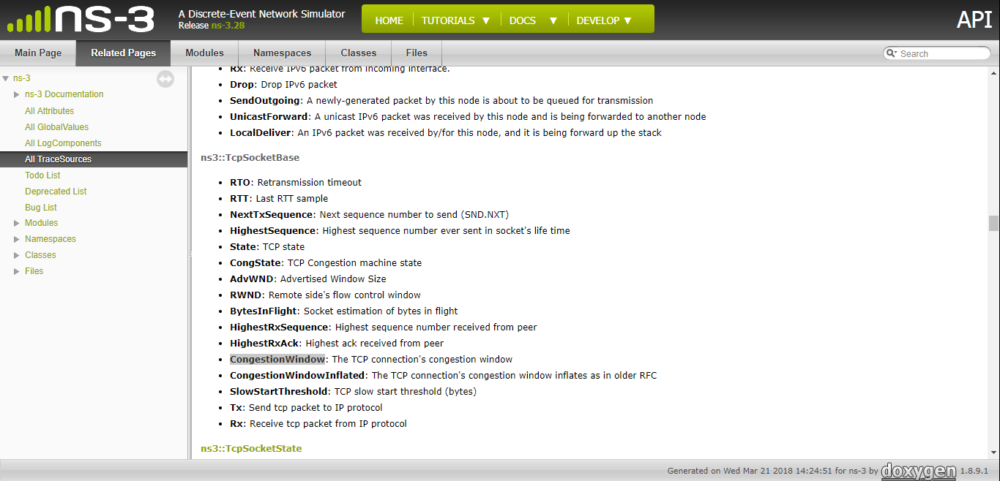 NS-3
A Discrete-Event Network Simulator
Release ns-3.28
HOME TUTORIALS ▼ DOCS ▼ DEVELOP ▼
API
Main Page Related Pages Modules Namespaces Classes Files
Search
ns-3
ns-3 Documentation
All Attributes
All GlobalValues
All LogComponents
All TraceSources
Todo List
Deprecated List
Bug List
Modules
Namespaces
Classes
Files
• Rx: Receive IPv6 packet from incoming interface.
• Drop: Drop IPv6 packet
• SendOutgoing: A newly-generated packet by this node is about to be queued for transmission
• UnicastForward: A unicast IPv6 packet was received by this node and is being forwarded to another node
• LocalDeliver: An IPv6 packet was received by/for this node, and it is being forward up the stack
ns3::TcpSocketBase
• RTO: Retransmission timeout
• RTT: Last RTT sample
• NextTxSequence: Next sequence number to send (SND.NXT)
• HighestSequence: Highest sequence number ever sent in socket's life time
• State: TCP state
• CongState: TCP Congestion machine state
• AdvWND: Advertised Window Size
• RWND: Remote side's flow control window
• BytesInFlight: Socket estimation of bytes in flight
• HighestRxSequence: Highest sequence number received from peer
• HighestRxAck: Highest ack received from peer
• CongestionWindow: The TCP connection's congestion window
• CongestionWindowInflated: The TCP connection's congestion window inflates as in older RFC
• SlowStartThreshold: TCP slow start threshold (bytes)
• Tx: Send tcp packet to IP protocol
• Rx: Receive tcp packet from IP protocol
ns3::TcpSocketState
Generated on Wed Mar 21 2018 14:24:51 for ns-3 by doxygen 1.8.9.1